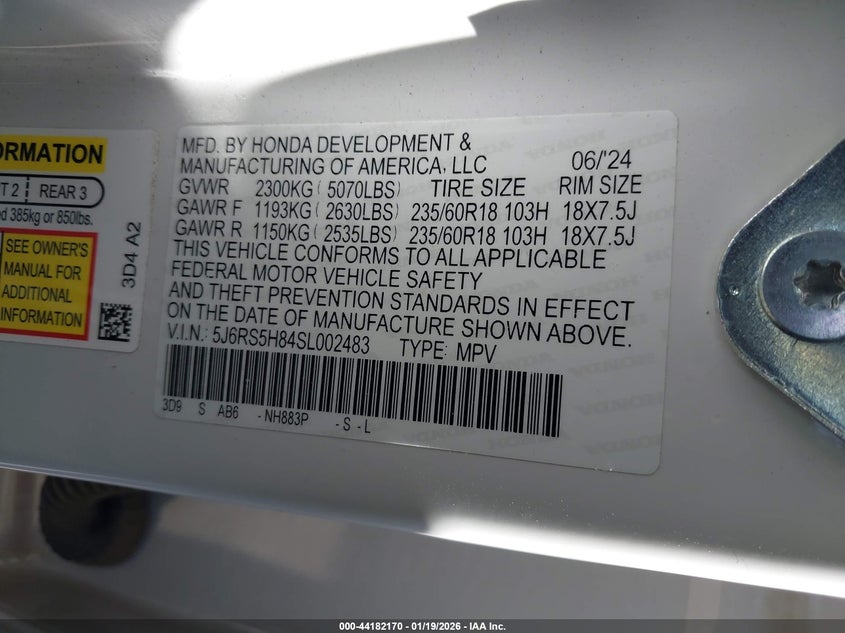 ORMATION
T 2 REAR 3
ed 385kg or 850lbs.
SEE OWNER'S
MANUAL FOR
ADDITIONAL
INFORMATION
3D4 A2
MFD. BY HONDA DEVELOPMENT &
MANUFACTURING OF AMERICA, LLC 06/'24
GVWR 2300KG ( 5070LBS) TIRE SIZE RIM SIZE
GAWR F 1193KG ( 2630LBS) 235/60R18 103H 18X7.5J
GAWR R 1150KG ( 2535LBS) 235/60R18 103H 18X7.5J
THIS VEHICLE CONFORMS TO ALL APPLICABLE
FEDERAL MOTOR VEHICLE SAFETY
AND THEFT PREVENTION STANDARDS IN EFFECT
ON THE DATE OF MANUFACTURE SHOWN ABOVE.
V.I.N.: 5J6RS5H84SL002483 TYPE: MPV
3D9 S AB6 -NH883P -S-L
000-44182170 - 01/19/2026 - IAA Inc.